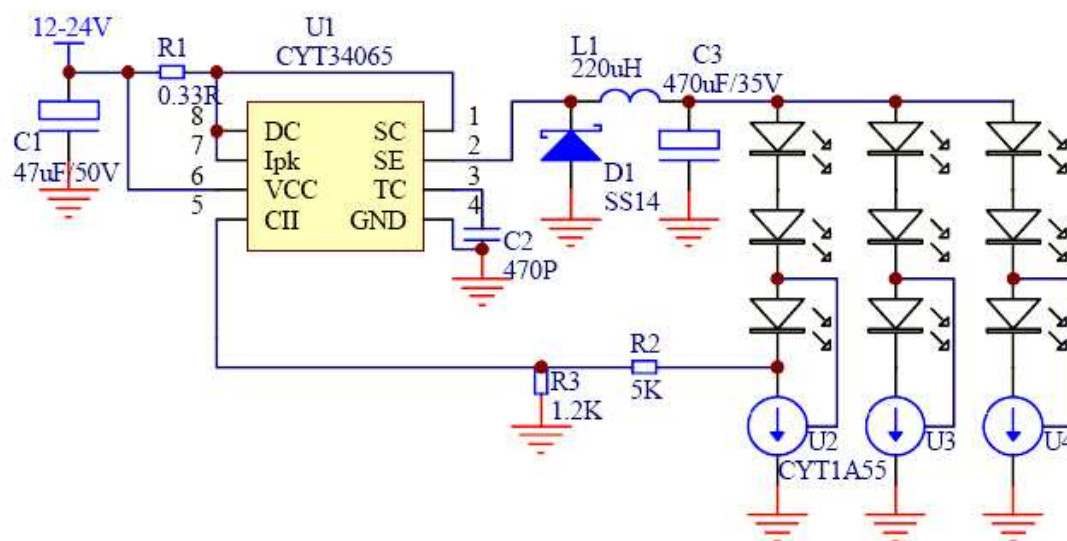 12-24V
R1
0.33R
C1
47uF/50V
U1
CYT34065
8
DC
SC
1
7
Ipk
SE
2
6
VCC
TC
3
5
CII
GND
4
C2
470P
L1
220uH
C3
470uF/35V
D1
SS14
R2
5K
R3
1.2K
U2
CYT1A55
U3
U4